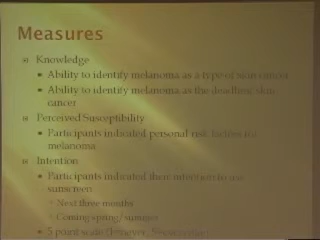 Measures
Knowledge
Ability to identify melanoma as a type of skin cancer
Ability to identify melanoma as the deadliest skin
cancer
Perceived Susceptibility
Participants indicated personal risk factors for
melanoma
Intention
Participants indicated their intention to use
sunscreen
Next three months
Coming spring/summer
5 point scale (however,